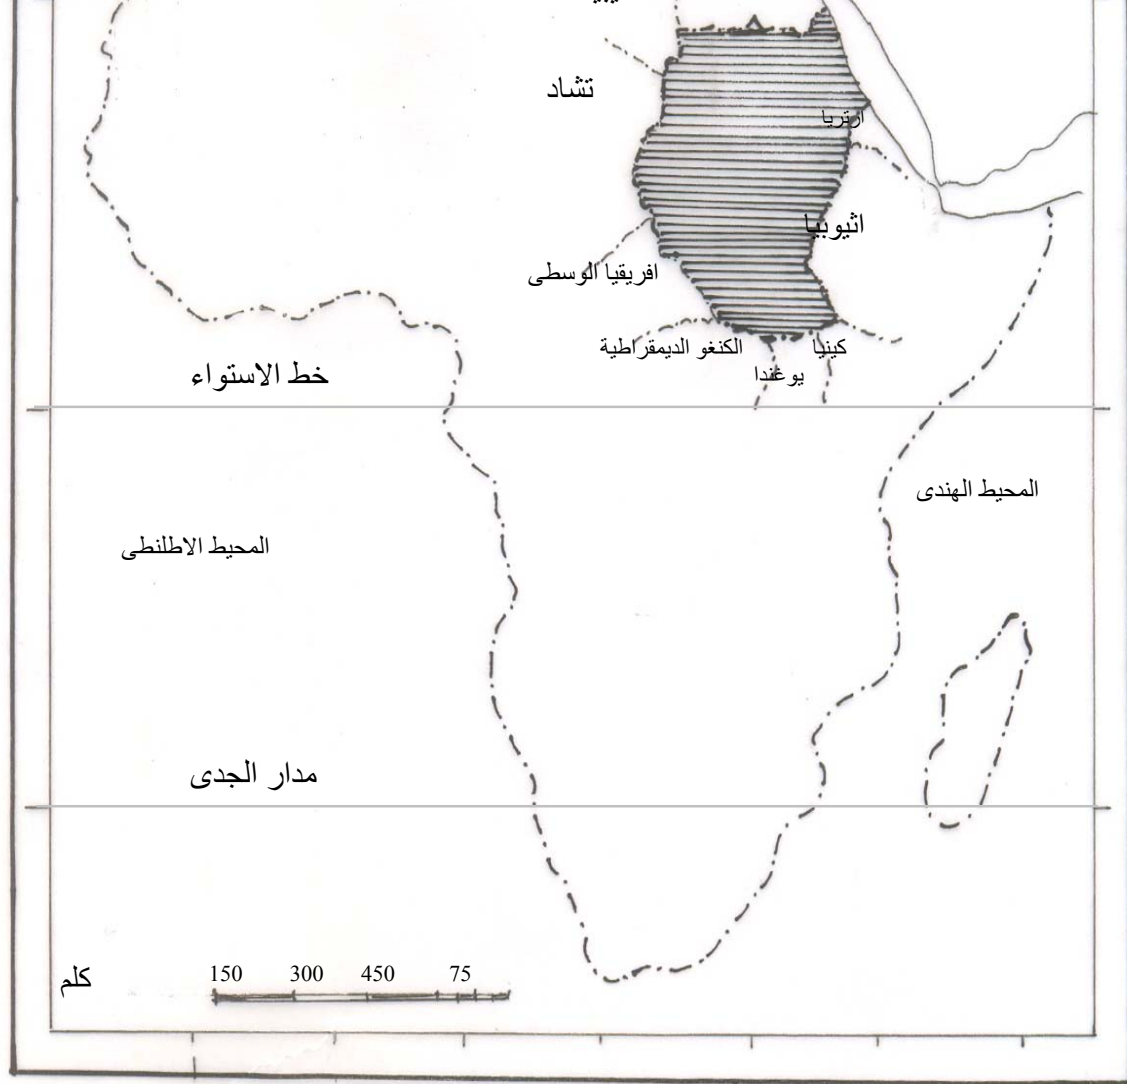 تشاد
ارتريا
اثيوبيا
افريقيا الوسطى
الكنغو الديمقراطية
كينيا
يوغندا
خط الاستواء
المحيط الهندى
المحيط الاطلنطى
مدار الجدى
كلم
150 300 450 75